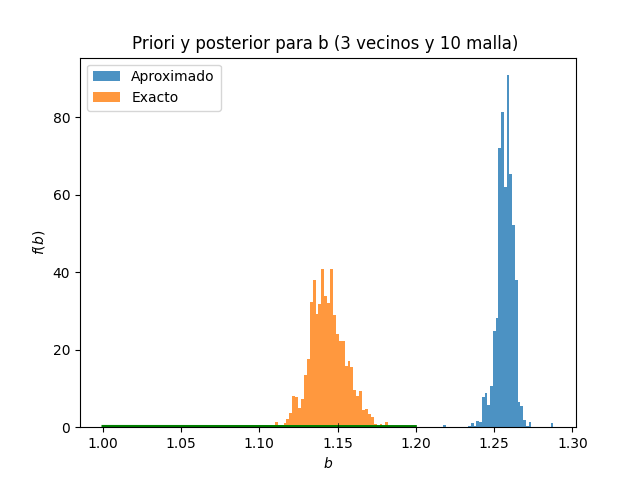 Priori y posterior para b (3 vecinos y 10 malla)
Aproximado
Exacto
f(b)
80
60
40
20
0
1.00 1.05 1.10 1.15 1.20 1.25 1.30
b